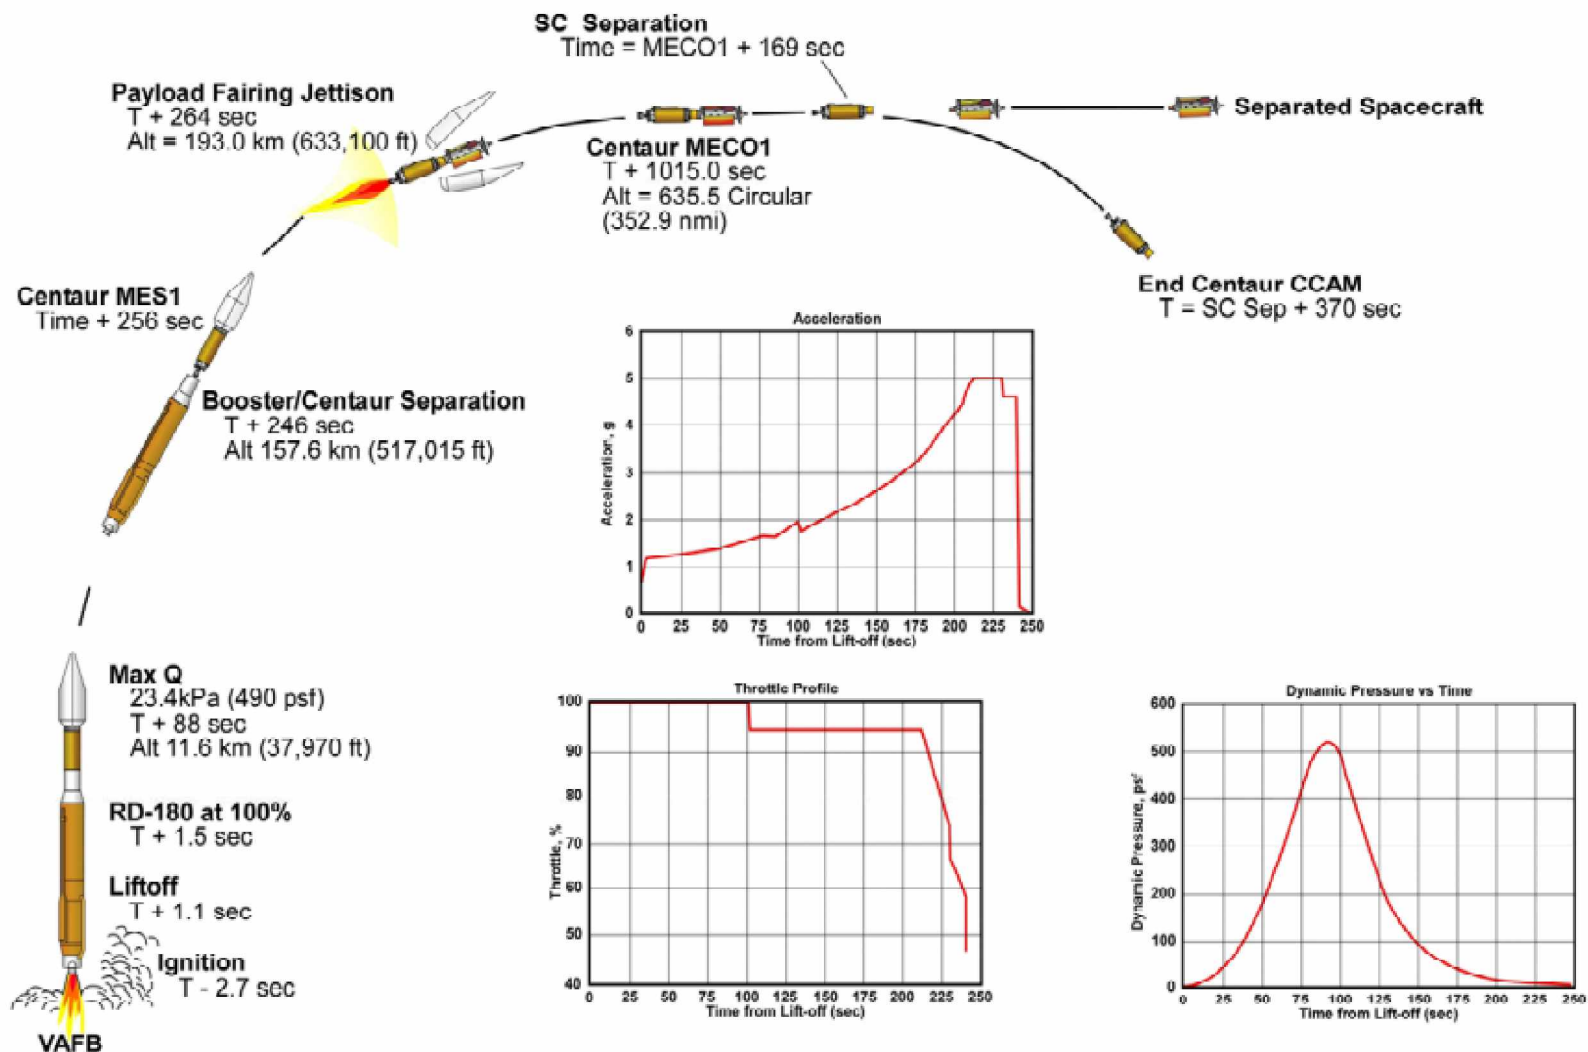 SC Separation
Time = MECO1 + 169 sec
Payload Fairing Jettison
T + 264 sec
Alt = 193.0 km (633,100 ft)
Separated Spacecraft
Centaur MECO1
T + 1015.0 sec
Alt = 635.5 Circular
(352.9 nmi)
End Centaur CCAM
T = SC Sep + 370 sec
Centaur MES1
Time + 256 sec
Booster/Centaur Separation
T + 246 sec
Alt 157.6 km (517,015 ft)
Max Q
23.4kPa (490 psf)
T + 88 sec
Alt 11.6 km (37,970 ft)
RD-180 at 100%
T + 1.5 sec
Liftoff
T + 1.1 sec
Ignition
T - 2.7 sec
VAFB
Acceleration
Acceleration, g
6
5
4
3
2
1
0
0 25 50 75 100 125 150 175 200 225 250
Time from Lift-off (sec)
Throttle Profile
Throttle, %
100
90
80
70
60
50
40
0 25 50 75 100 125 150 175 200 225 250
Time from Lift-off (sec)
Dynamic Pressure vs Time
Dynamic Pressure, psf
600
500
400
300
200
100
0
0 25 50 75 100 125 150 175 200 225 250
Time from Lift-off (sec)